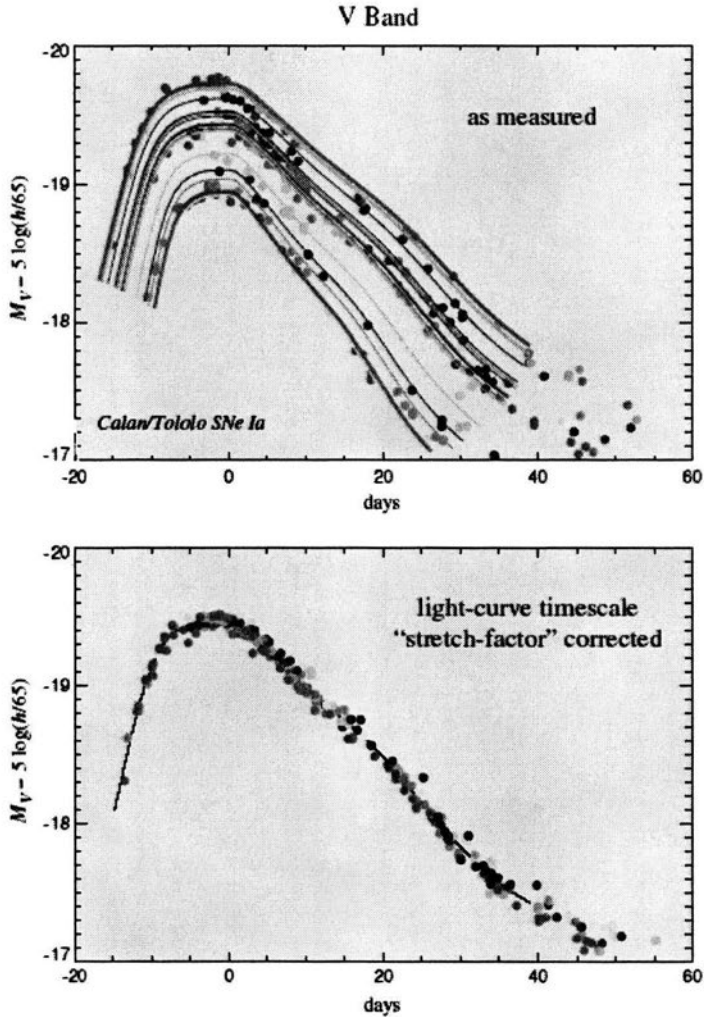 V Band
-20
-19
-18
-17
M_V – 5 log(h/65)
as measured
Calan/Tololo SNe Ia
-20
0
20
40
60
days
-20
-19
-18
-17
M_V – 5 log(h/65)
light-curve timescale
“stretch-factor” corrected
-20
0
20
40
60
days